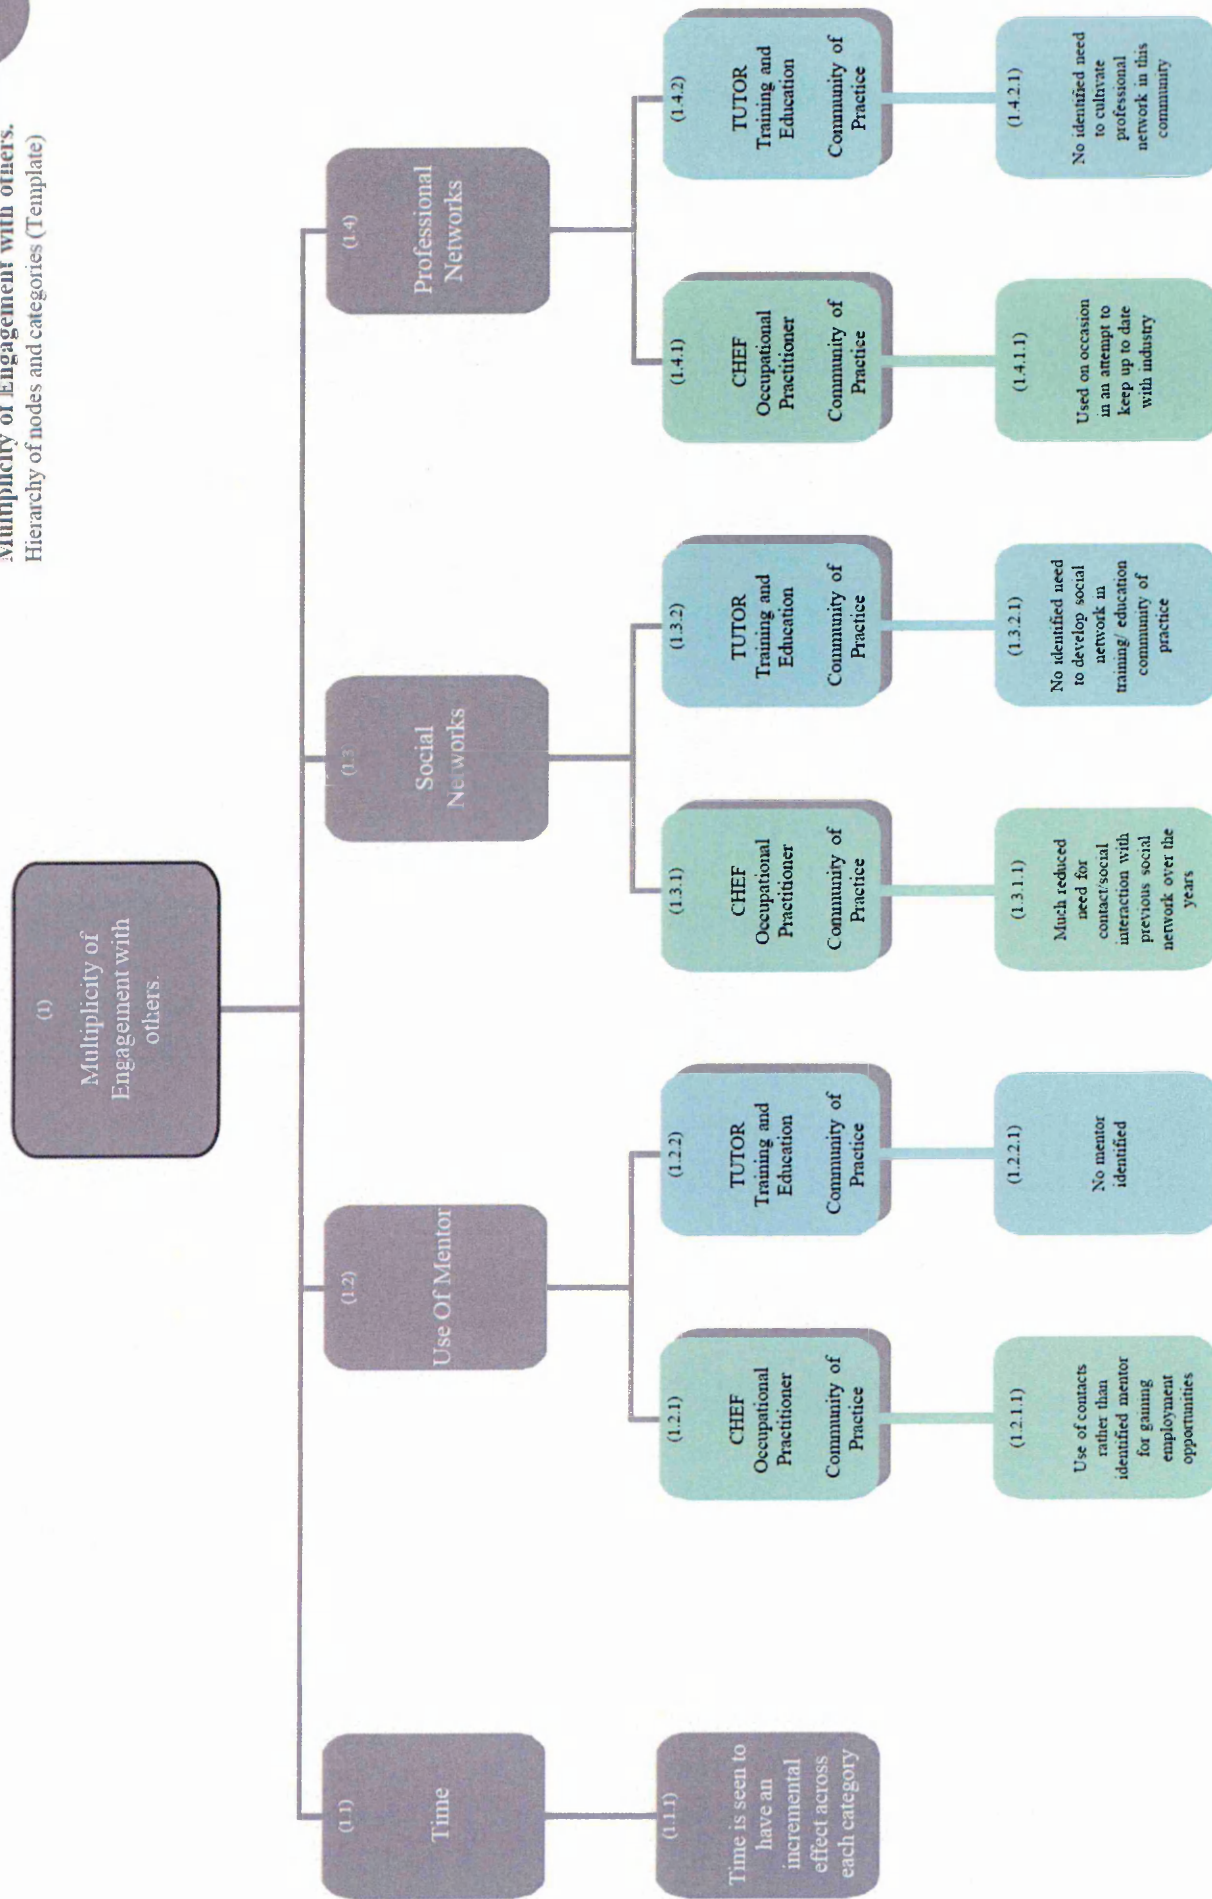 Multiplicity of Engagement with others.
Hierarchy of nodes and categories (Template)
(1)
Multiplicity of
Engagement with
others.
(1.1)
Time
(1.2)
Use Of Mentor
(1.3
Social
Networks
(1.4)
Professional
Networks
(1.1.1)
Time is seen to
have an
incremental
effect across
each category
(1.2.1)
CHEF
Occupational
Practitioner
Community of
Practice
(1.2.2)
TUTOR
Training and
Education
Community of
Practice
(1.3.1)
CHEF
Occupational
Practitioner
Community of
Practice
(1.3.2)
TUTOR
Training and
Education
Community of
Practice
(1.4.1)
CHEF
Occupational
Practitioner
Community of
Practice
(1.4.2)
TUTOR
Training and
Education
Community of
Practice
(1.2.1.1)
Use of contacts
rather than
identified mentor
for gaining
employment
opportunities
(1.2.2.1)
No mentor
identified
(1.3.1.1)
Much reduced
need for
contact/social
interaction with
previous social
network over the
years
(1.3.2.1)
No identified need
to develop social
network in
training/ education
community of
practice
(1.4.1.1)
Used on occasion
in an attempt to
keep up to date
with industry
(1.4.2.1)
No identified need
to cultivate
professional
network in this
community